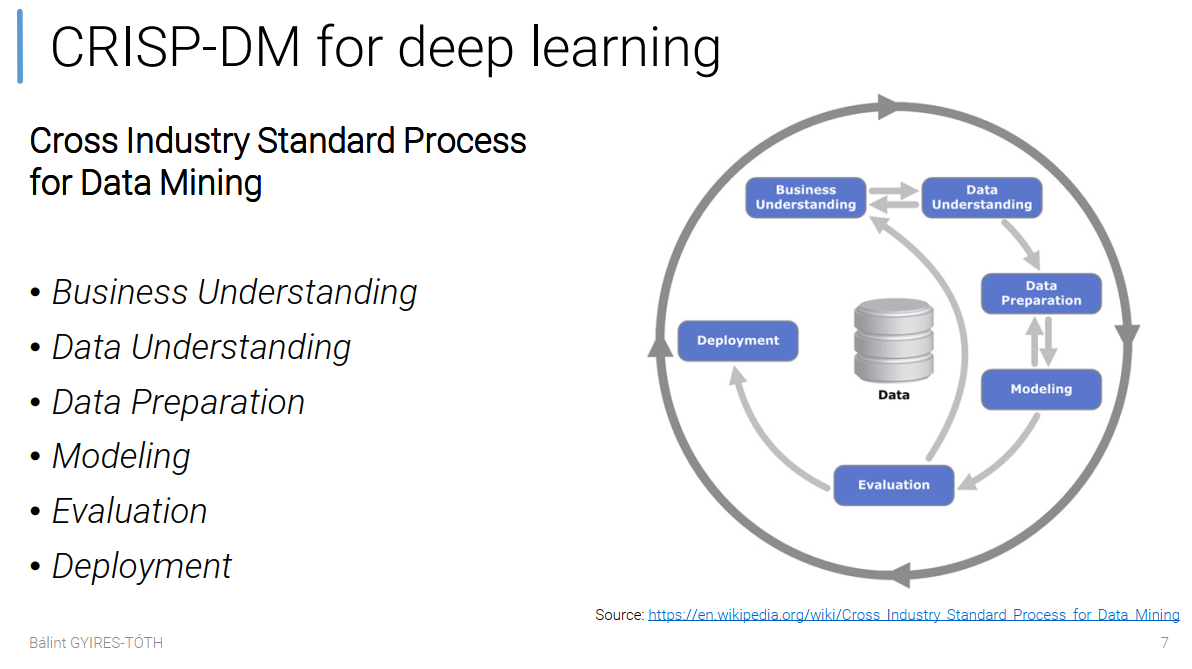 CRISP-DM for deep learning
Cross Industry Standard Process
for Data Mining
• Business Understanding
• Data Understanding
• Data Preparation
• Modeling
• Evaluation
• Deployment
Business
Understanding
Data
Understanding
Data
Preparation
Modeling
Evaluation
Deployment
Data
Source: https://en.wikipedia.org/wiki/Cross_Industry_Standard_Process_for_Data_Mining
Bálint GYIRES-TÓTH
7